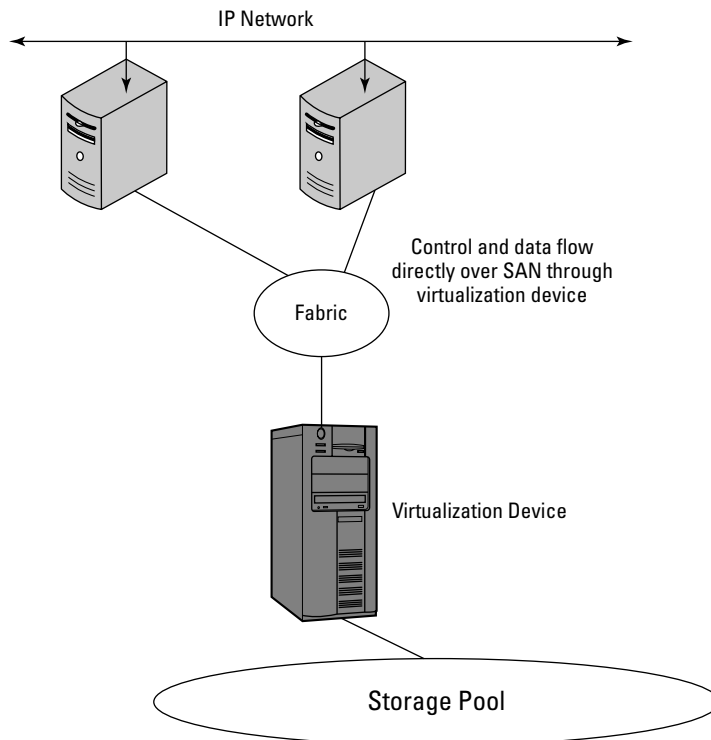 IP Network
Control and data flow
directly over SAN through
virtualization device
Fabric
Virtualization Device
Storage Pool